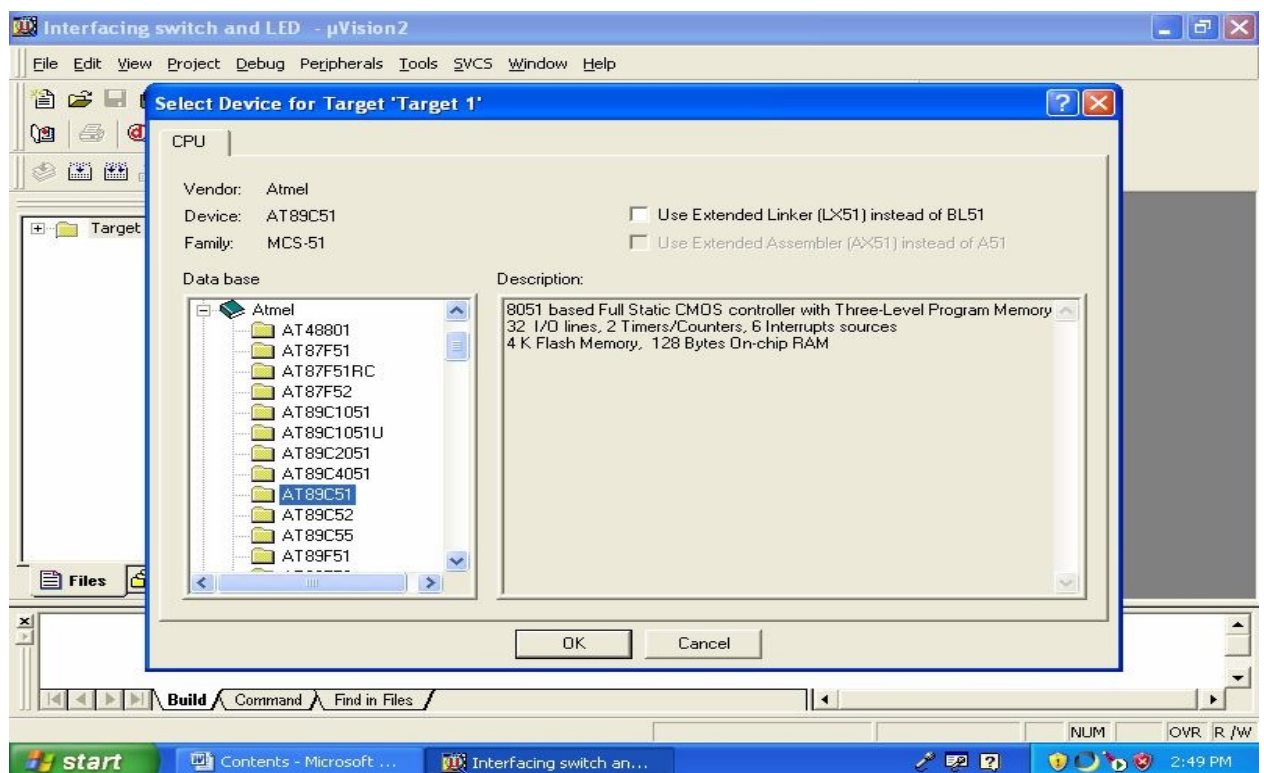 Interfacing switch and LED - µVision2
File Edit View Project Debug Peripherals Tools SVCS Window Help
Select Device for Target 'Target 1'
CPU
Vendor: Atmel
Device: AT89C51
Family: MCS-51
Use Extended Linker (LX51) instead of BL51
Use Extended Assembler (AX51) instead of A51
Data base
Atmel
AT48801
AT87F51
AT87F51RC
AT87F52
AT89C1051
AT89C1051U
AT89C2051
AT89C4051
AT89C51
AT89C52
AT89C55
AT89F51
Description:
8051 based Full Static CMOS controller with Three-Level Program Memory
32 I/O lines, 2 Timers/Counters, 6 Interrupts sources
4 K Flash Memory, 128 Bytes On-chip RAM
OK Cancel
Target
Files
Build Command Find in Files
NUM OVR R/W
start Contents - Microsoft ... Interfacing switch an... 2:49 PM